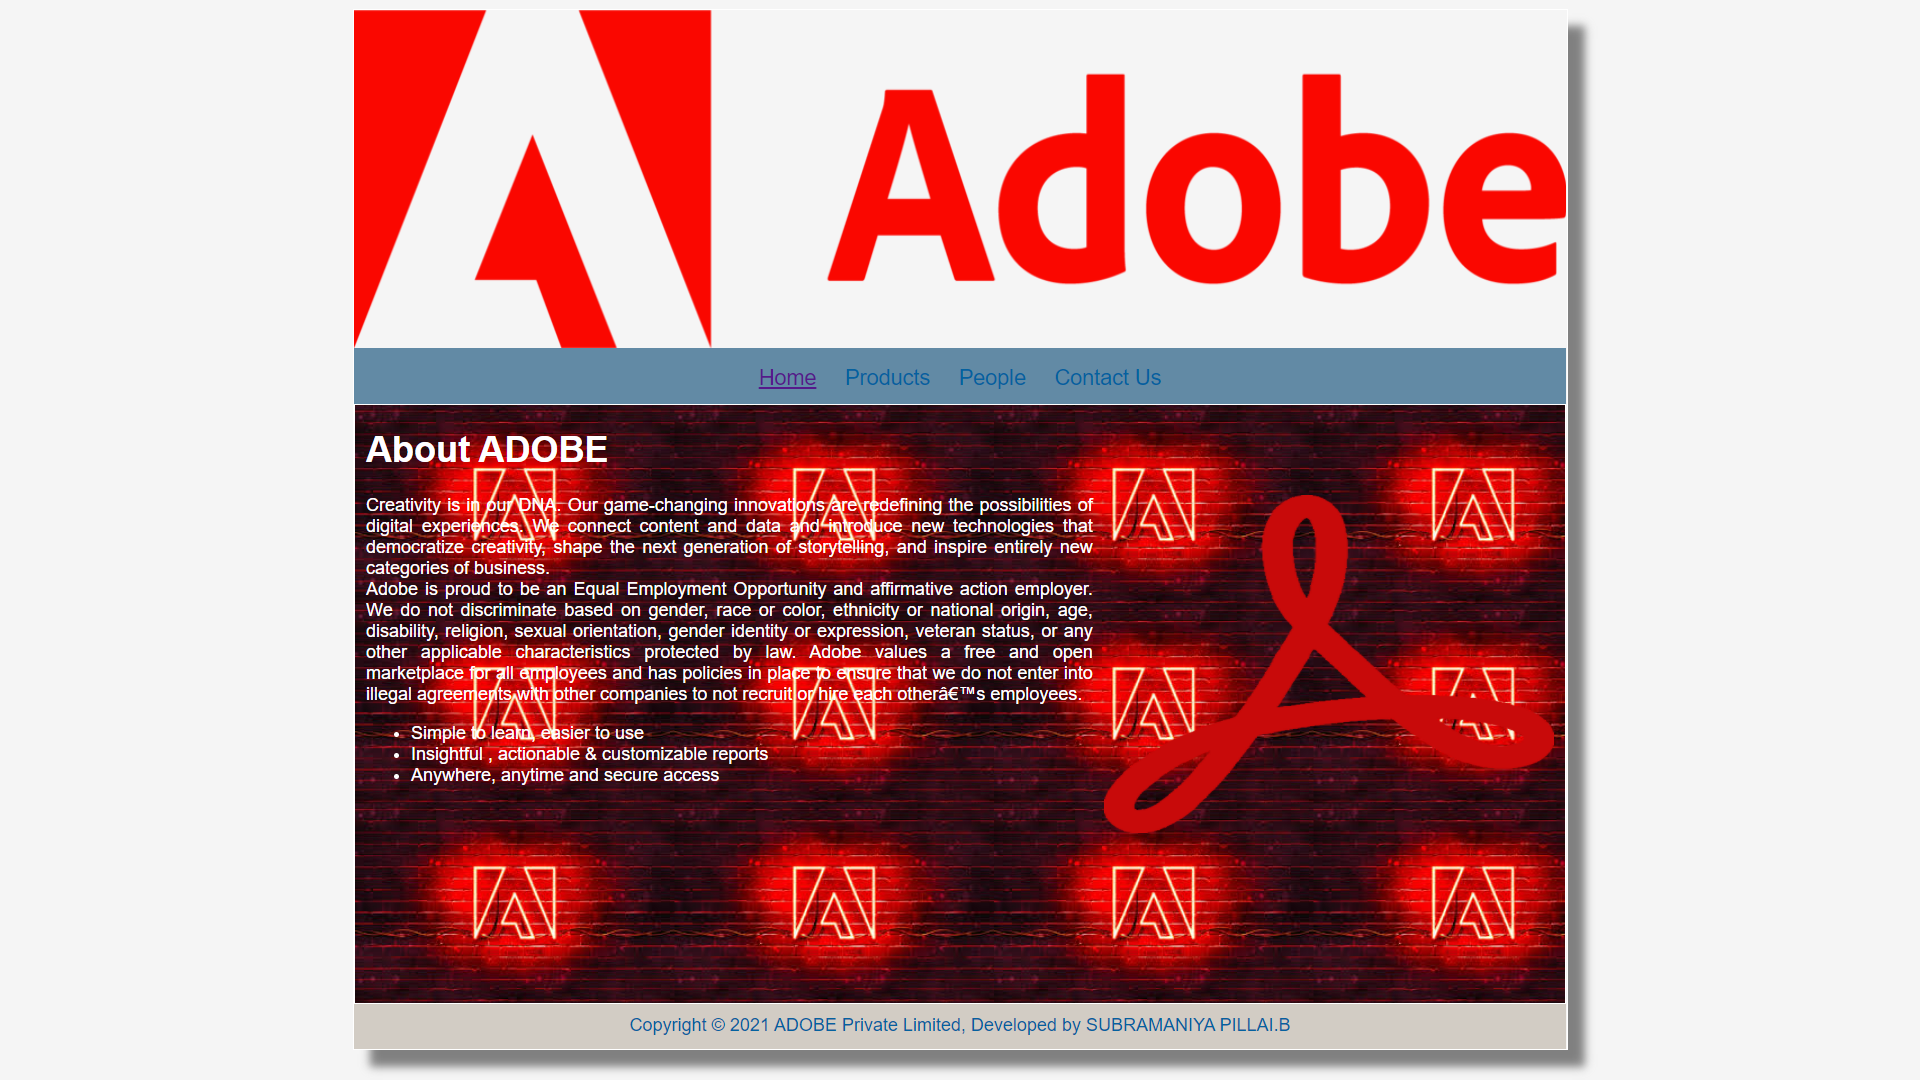 Adobe
Home Products People Contact Us
About ADOBE
Creativity is in our DNA. Our game-changing innovations are redefining the possibilities of
digital experiences. We connect content and data and introduce new technologies that
democratize creativity, shape the next generation of storytelling, and inspire entirely new
categories of business.
Adobe is proud to be an Equal Employment Opportunity and affirmative action employer.
We do not discriminate based on gender, race or color, ethnicity or national origin, age,
disability, religion, sexual orientation, gender identity or expression, veteran status, or any
other applicable characteristics protected by law. Adobe values a free and open
marketplace for all employees and has policies in place to ensure that we do not enter into
illegal agreements with other companies to not recruit or hire each otherâ€™s employees.
• Simple to learn, easier to use
• Insightful , actionable & customizable reports
• Anywhere, anytime and secure access
Copyright © 2021 ADOBE Private Limited, Developed by SUBRAMANIYA PILLAI.B